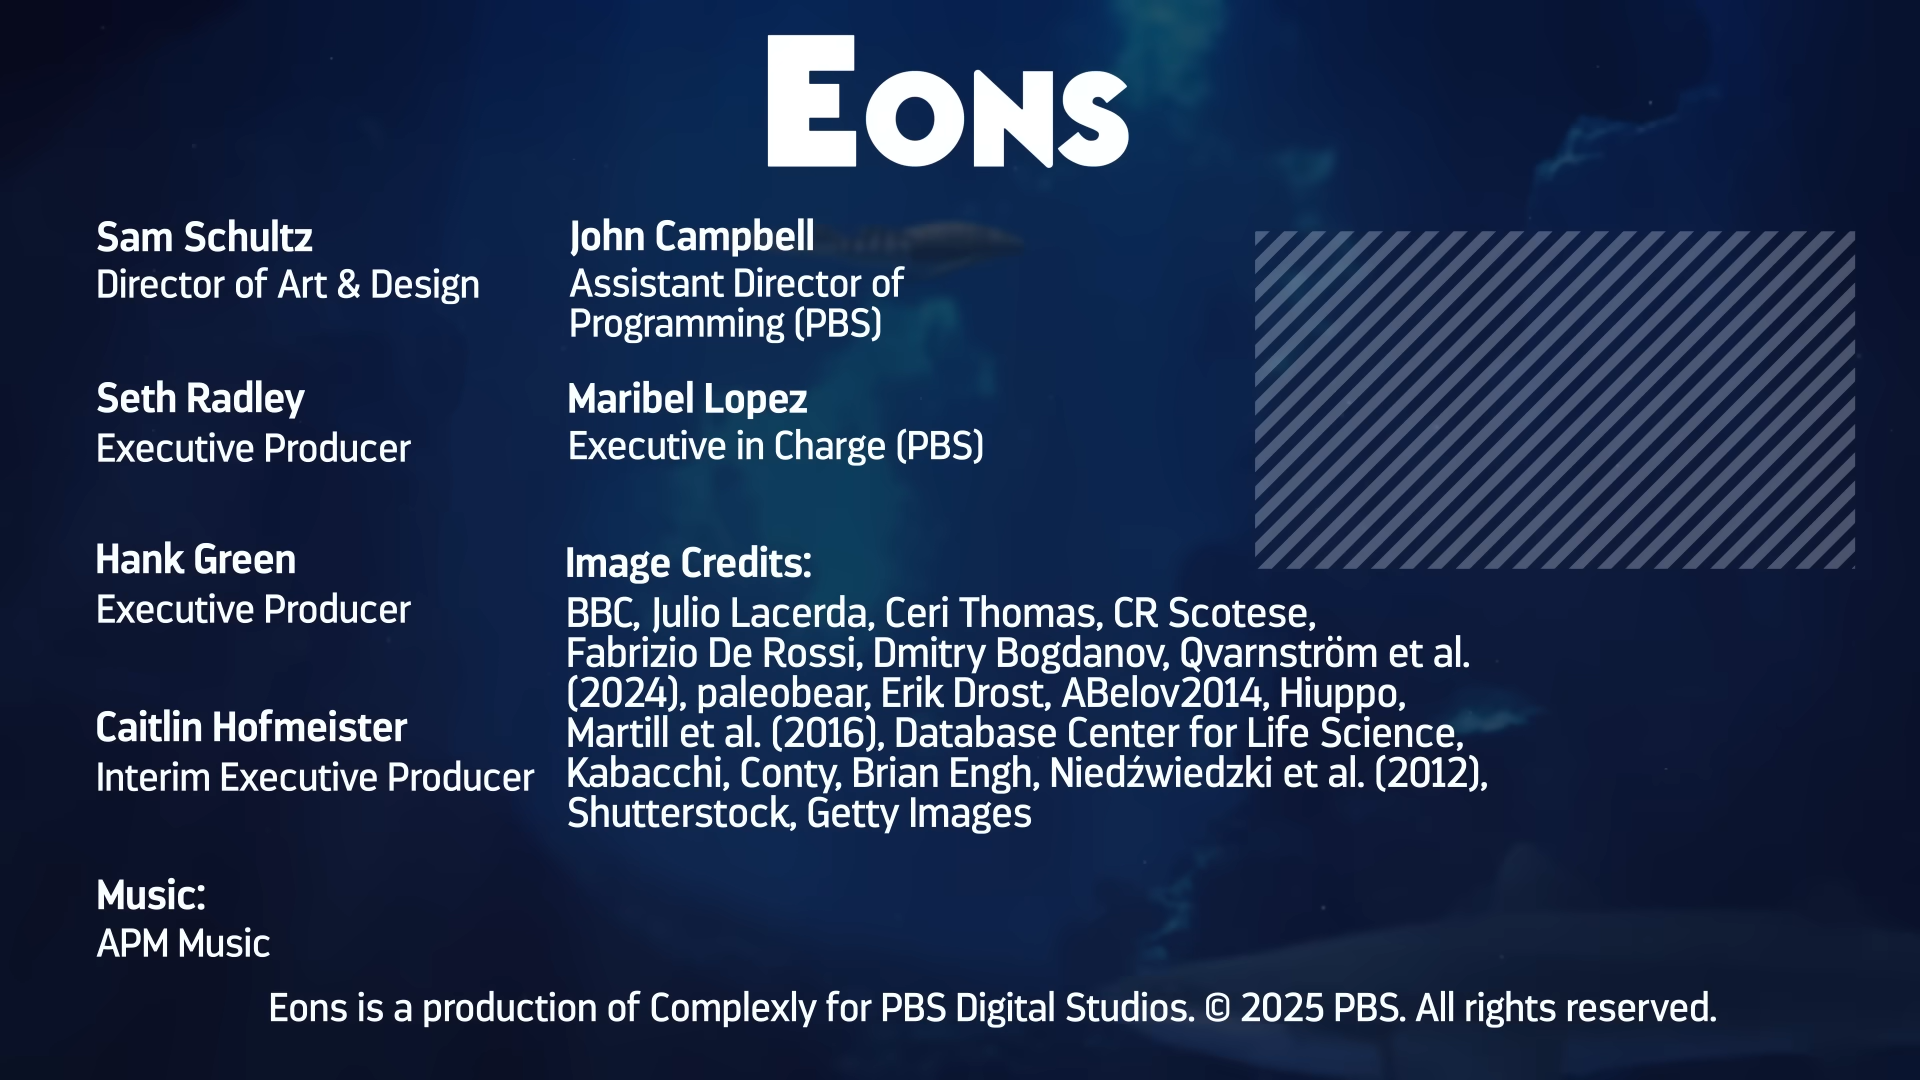 EONS
Sam Schultz
Director of Art & Design
Seth Radley
Executive Producer
Hank Green
Executive Producer
Caitlin Hofmeister
Interim Executive Producer
Music:
APM Music
John Campbell
Assistant Director of
Programming (PBS)
Maribel Lopez
Executive in Charge (PBS)
Image Credits:
BBC, Julio Lacerda, Ceri Thomas, CR Scotese,
Fabrizio De Rossi, Dmitry Bogdanov, Qvarnström et al.
(2024), paleobear, Erik Drost, ABelov2014, Hiuppo,
Martill et al. (2016), Database Center for Life Science,
Kabacchi, Conty, Brian Engh, Niedźwiedzki et al. (2012),
Shutterstock, Getty Images
Eons is a production of Complexly for PBS Digital Studios. © 2025 PBS. All rights reserved.